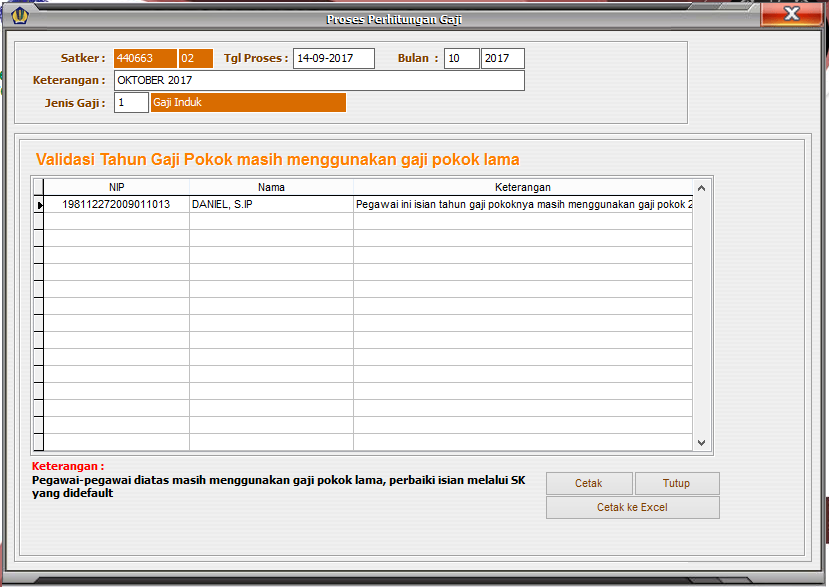 Proses Perhitungan Gaji
Satker : 440663 02 Tgl Proses : 14-09-2017 Bulan : 10 2017
Keterangan : OKTOBER 2017
Jenis Gaji : 1 Gaji Induk
Validasi Tahun Gaji Pokok masih menggunakan gaji pokok lama
NIP Nama Keterangan
198112272009011013 DANIEL, S.IP Pegawai ini isian tahun gaji pokoknya masih menggunakan gaji pokok 2
Keterangan :
Pegawai-pegawai diatas masih menggunakan gaji pokok lama, perbaiki isian melalui SK
yang didefault
Cetak Tutup
Cetak ke Excel